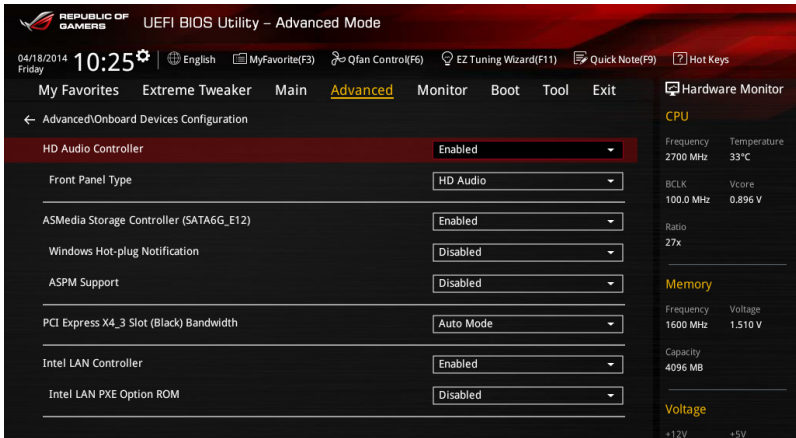 REPUBLIC OF
GAMERS
UEFI BIOS Utility – Advanced Mode
04/18/2014
Friday
10:25
English
MyFavorite(F3)
Qfan Control(F6)
EZ Tuning Wizard(F11)
Quick Note(F9)
? Hot Keys
My Favorites
Extreme Tweaker
Main
Advanced
Monitor
Boot
Tool
Exit
Hardware Monitor
← Advanced\Onboard Devices Configuration
HD Audio Controller
Enabled
Front Panel Type
HD Audio
ASMedia Storage Controller (SATA6G_E12)
Enabled
Windows Hot-plug Notification
Disabled
ASPM Support
Disabled
PCI Express X4_3 Slot (Black) Bandwidth
Auto Mode
Intel LAN Controller
Enabled
Intel LAN PXE Option ROM
Disabled
CPU
Frequency
Temperature
2700 MHz
33°C
BCLK
Vcore
100.0 MHz
0.896 V
Ratio
27x
Memory
Frequency
Voltage
1600 MHz
1.510 V
Capacity
4096 MB
Voltage
+12V
+5V